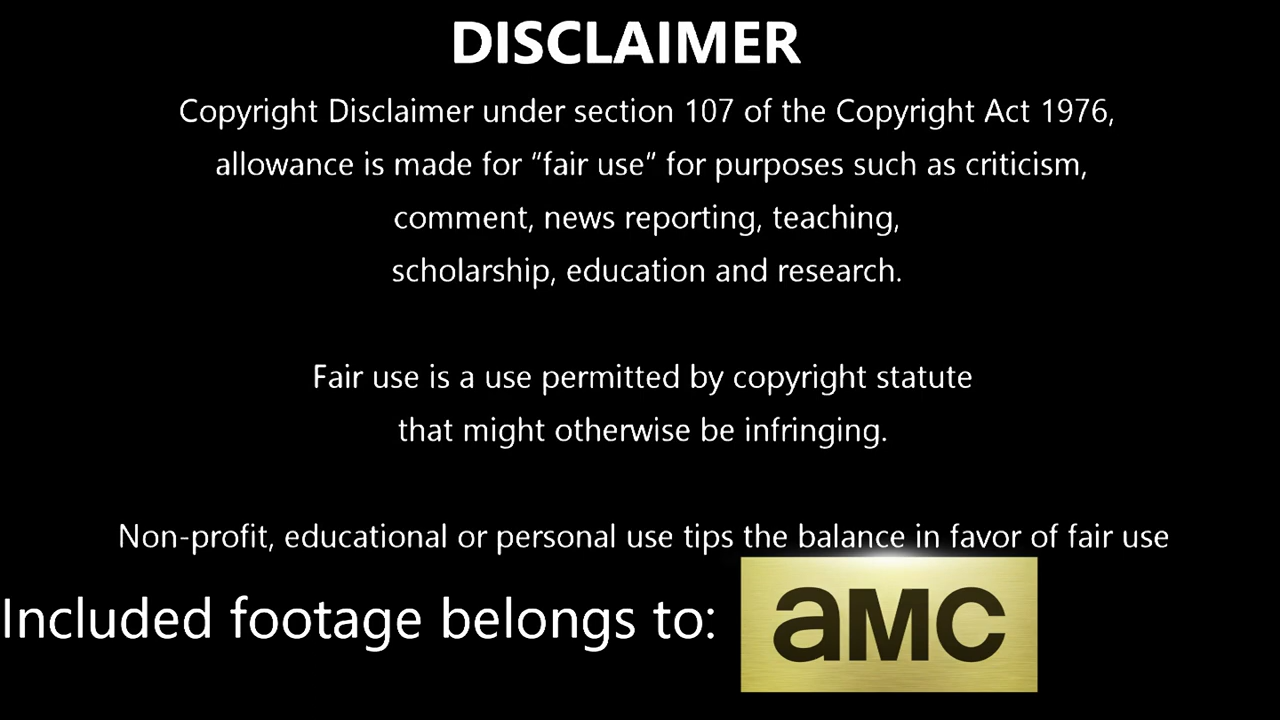 DISCLAIMER
Copyright Disclaimer under section 107 of the Copyright Act 1976,
allowance is made for “fair use” for purposes such as criticism,
comment, news reporting, teaching,
scholarship, education and research.
Fair use is a use permitted by copyright statute
that might otherwise be infringing.
Non-profit, educational or personal use tips the balance in favor of fair use
Included footage belongs to: aMC